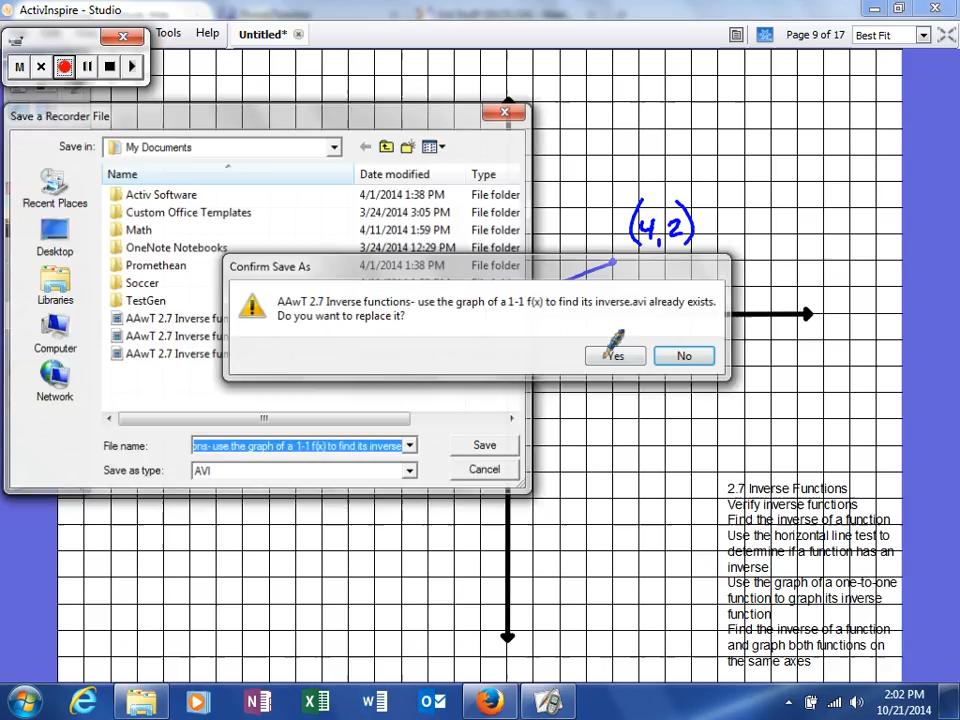 ActivInspire - Studio
Tools Help Untitled* Page 9 of 17 Best Fit
M
Save a Recorder File
Save in: My Documents
Name Date modified Type
Activ Software 4/1/2014 1:38 PM File folder
Custom Office Templates 3/24/2014 3:05 PM File folder
Math 4/11/2014 1:59 PM File folder
OneNote Notebooks 3/24/2014 12:29 PM File folder
Promethean 4/1/2014 1:38 PM File folder
Soccer
TestGen
AAwT 2.7 Inverse fun
AAwT 2.7 Inverse fun
AAwT 2.7 Inverse fun
Recent Places
Desktop
Libraries
Computer
Network
File name: ons- use the graph of a 1-1 f(x) to find its inverse
Save
Save as type: AVI
Cancel
Confirm Save As
AAwT 2.7 Inverse functions- use the graph of a 1-1 f(x) to find its inverse.avi already exists.
Do you want to replace it?
Yes No
(4,2)
2.7 Inverse Functions
Verify inverse functions
Find the inverse of a function
Use the horizontal line test to
determine if a function has an
inverse
Use the graph of a one-to-one
function to graph its inverse
function
Find the inverse of a function
and graph both functions on
the same axes
2:02 PM
10/21/2014